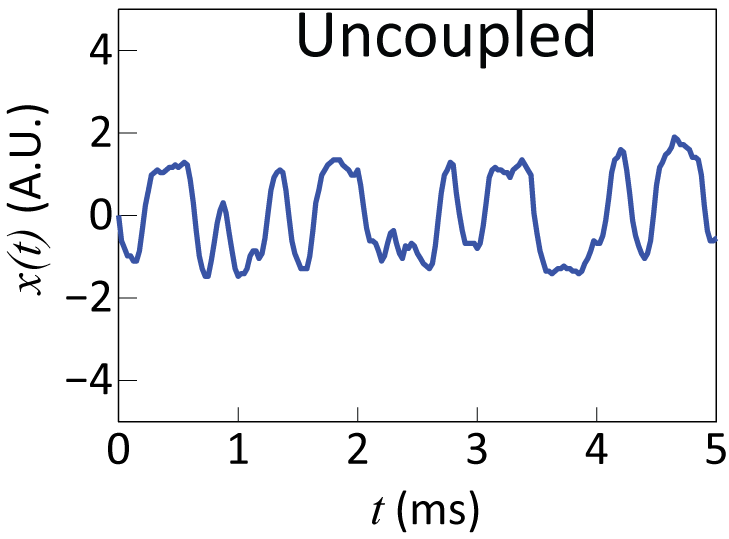 Uncoupled
x(t) (A.U.)
4
2
0
−2
−4
0 1 2 3 4 5
t (ms)